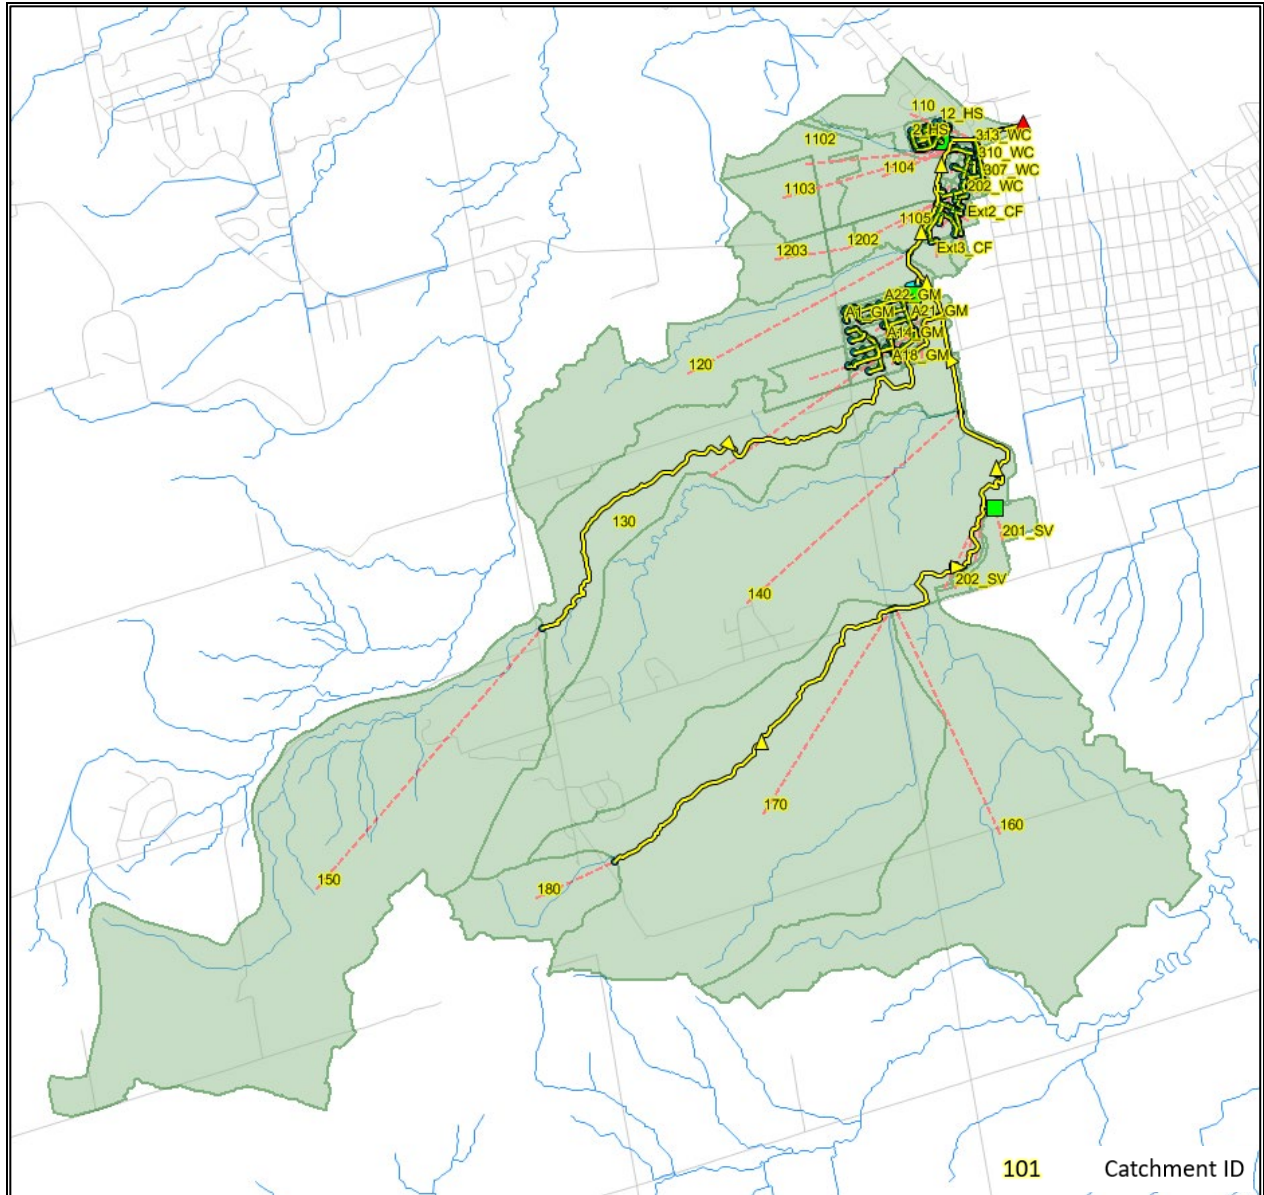 110
12_HS
2_HS
1102
313_WC
310_WC
1104
307_WC
1103
202_WC
Ext2_CF
1105
1202
1203
Ext3_CF
A22_GM
A1_GM
A21_GM
A14_GM
A18_GM
120
130
201_SV
202_SV
140
170
160
150
180
101 Catchment ID